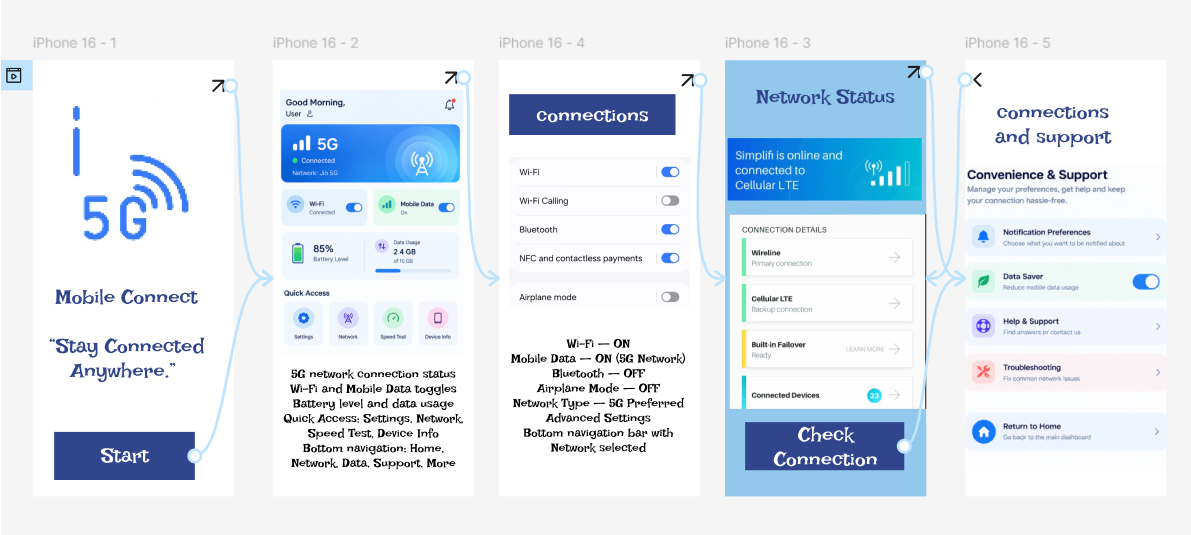 iPhone 16 - 1
5G
Mobile Connect
"Stay Connected
Anywhere."
Start
iPhone 16 - 2
Good Morning,
User
5G
Connected
Network: Jio 5G
Wi-Fi
Connected
Mobile Data
On
85%
Battery Level
Data Usage
2.4 GB
of 10 GB
Quick Access
Settings
Network
Speed Test
Device Info
5G network connection status
Wi-Fi and Mobile Data toggles
Battery level and data usage
Quick Access: Settings, Network,
Speed Test, Device Info
Bottom navigation: Home,
Network, Data, Support, More
iPhone 16 - 4
connections
Wi-Fi
Wi-Fi Calling
Bluetooth
NFC and contactless payments
Airplane mode
Wi-Fi — ON
Mobile Data — ON (5G Network)
Bluetooth — OFF
Airplane Mode — OFF
Network Type — 5G Preferred
Advanced Settings
Bottom navigation bar with
Network selected
iPhone 16 - 3
Network Status
Simplifi is online and
connected to
Cellular LTE
CONNECTION DETAILS
Wireline
Primary connection
Cellular LTE
Backup connection
Built-in Failover
Ready
LEARN MORE
Connected Devices
23
Check
Connection
iPhone 16 - 5
connections
and support
Convenience & Support
Manage your preferences, get help and keep
your connection hassle-free.
Notification Preferences
Choose what you want to be notified about
Data Saver
Reduce mobile data usage
Help & Support
Find answers or contact us
Troubleshooting
Fix common network issues
Return to Home
Go back to the main dashboard